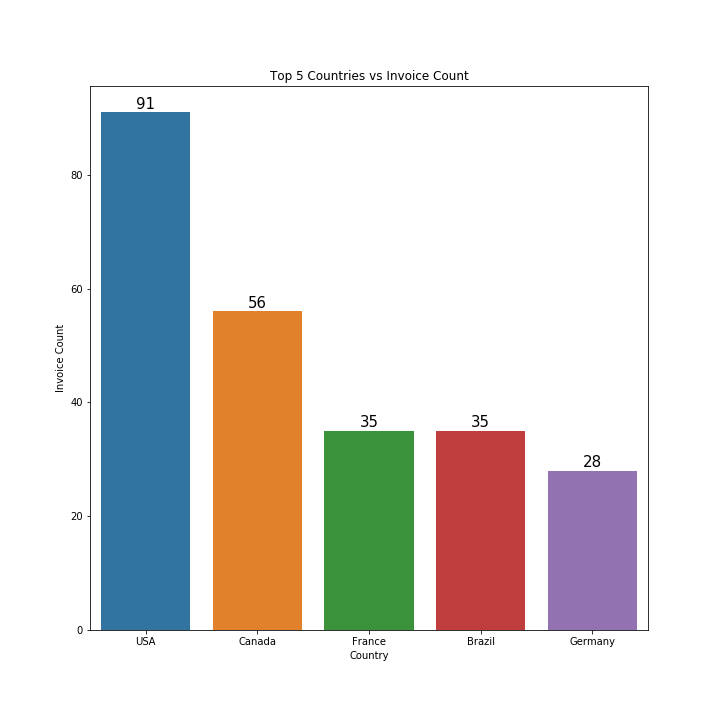 Top 5 Countries vs Invoice Count
91
56
35
35
28
80
60
40
20
0
Invoice Count
USA
Canada
France
Brazil
Germany
Country